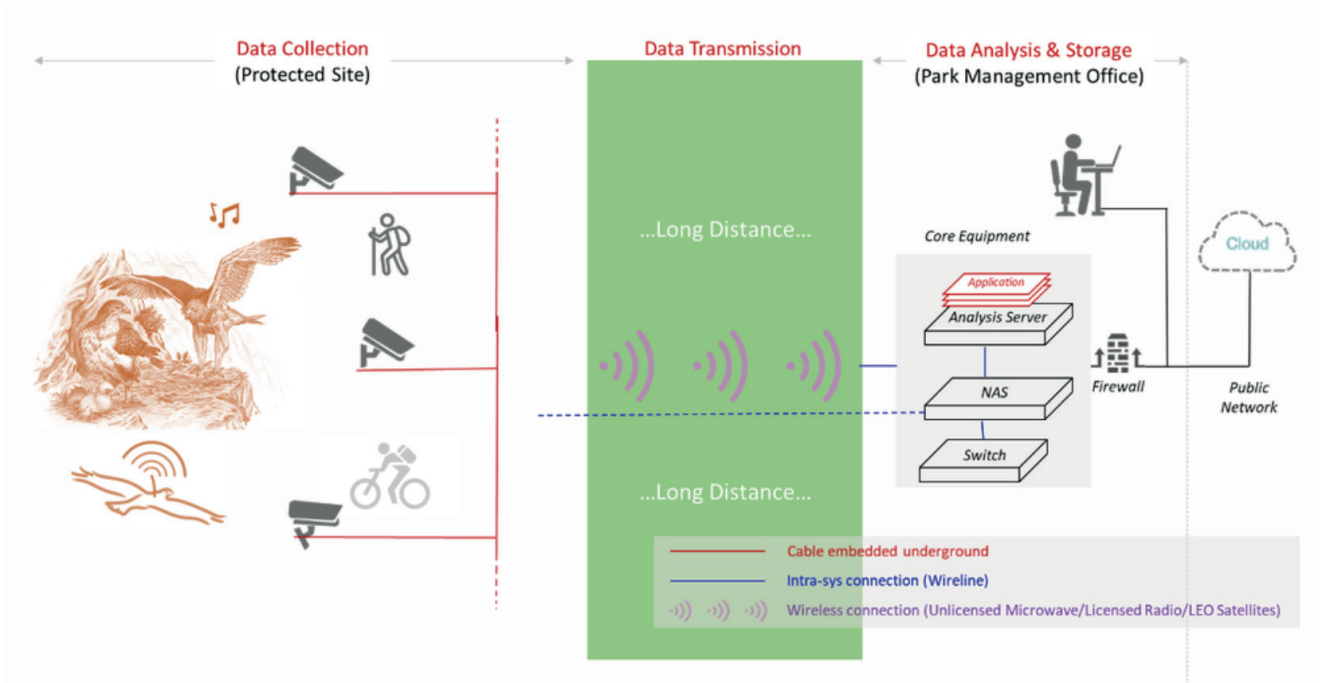 Data Collection
(Protected Site)
Data Transmission
Data Analysis & Storage
(Park Management Office)
...Long Distance...
Core Equipment
Cloud
Application
Analysis Server
NAS
Firewall
Public
Network
Switch
...Long Distance...
Cable embedded underground
Intra-sys connection (Wireline)
Wireless connection (Unlicensed Microwave/Licensed Radio/LEO Satellites)